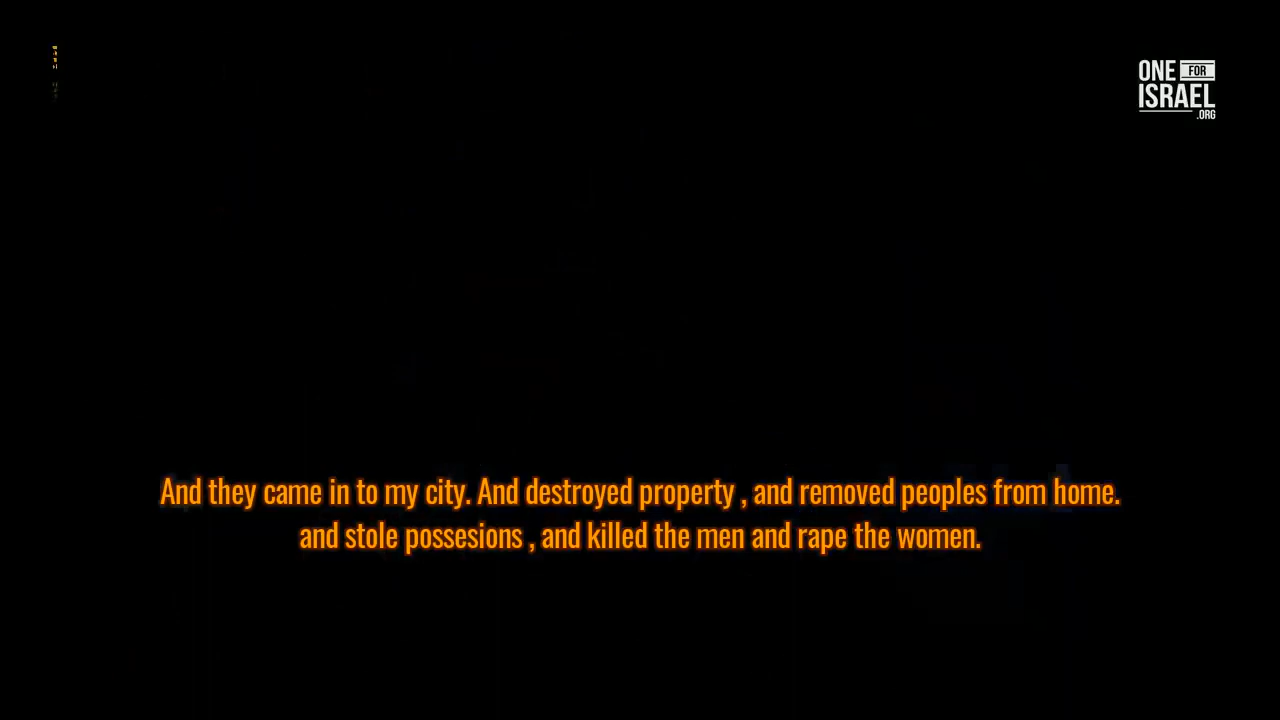 ONE FOR
ISRAEL
.ORG
And they came in to my city. And destroyed property , and removed peoples from home.
and stole possesions , and killed the men and rape the women.